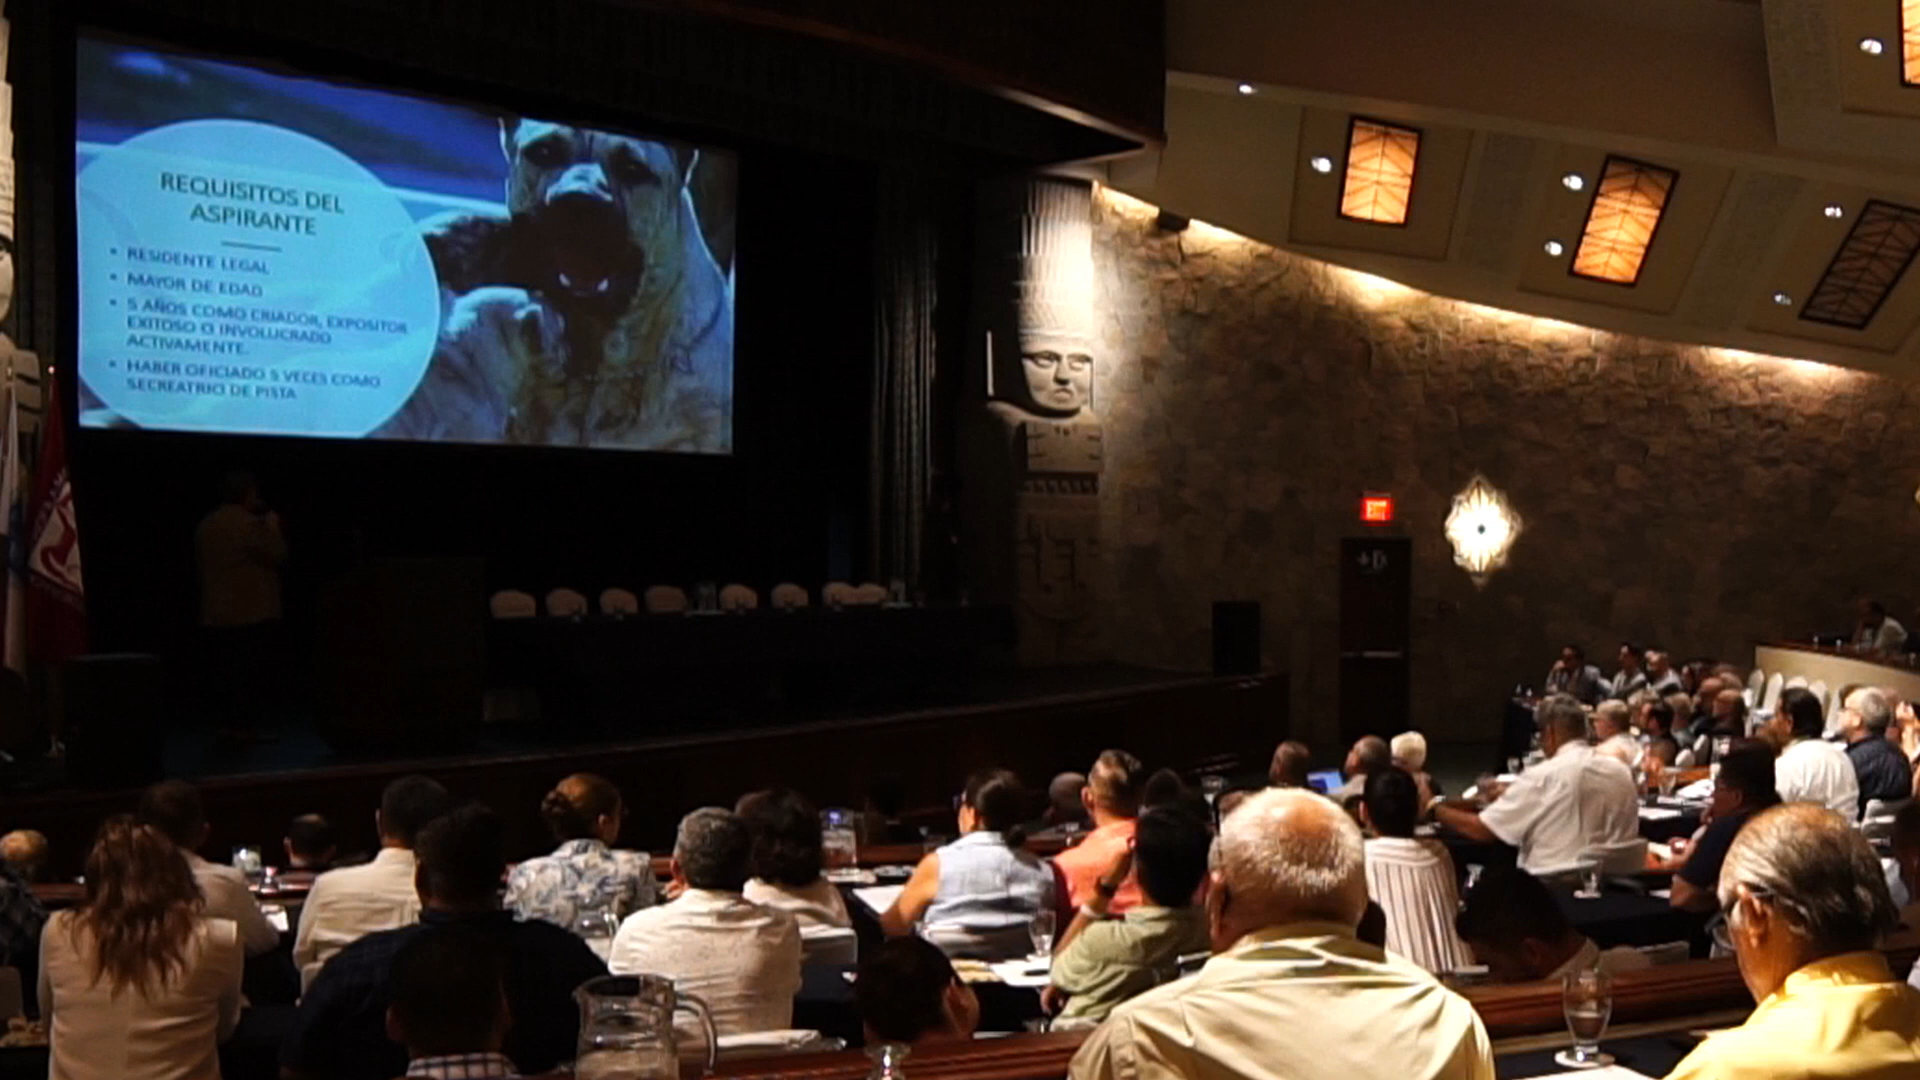 REQUISITOS DEL
ASPIRANTE
• RESIDENTE LEGAL
• MAYOR DE EDAD
• 5 AÑOS COMO CRIADOR, EXPOSITOR
EXITOSO O INVOLUCRADO
ACTIVAMENTE.
• HABER OFICIADO 5 VECES COMO
SECREATRIO DE PISTA
EXIT